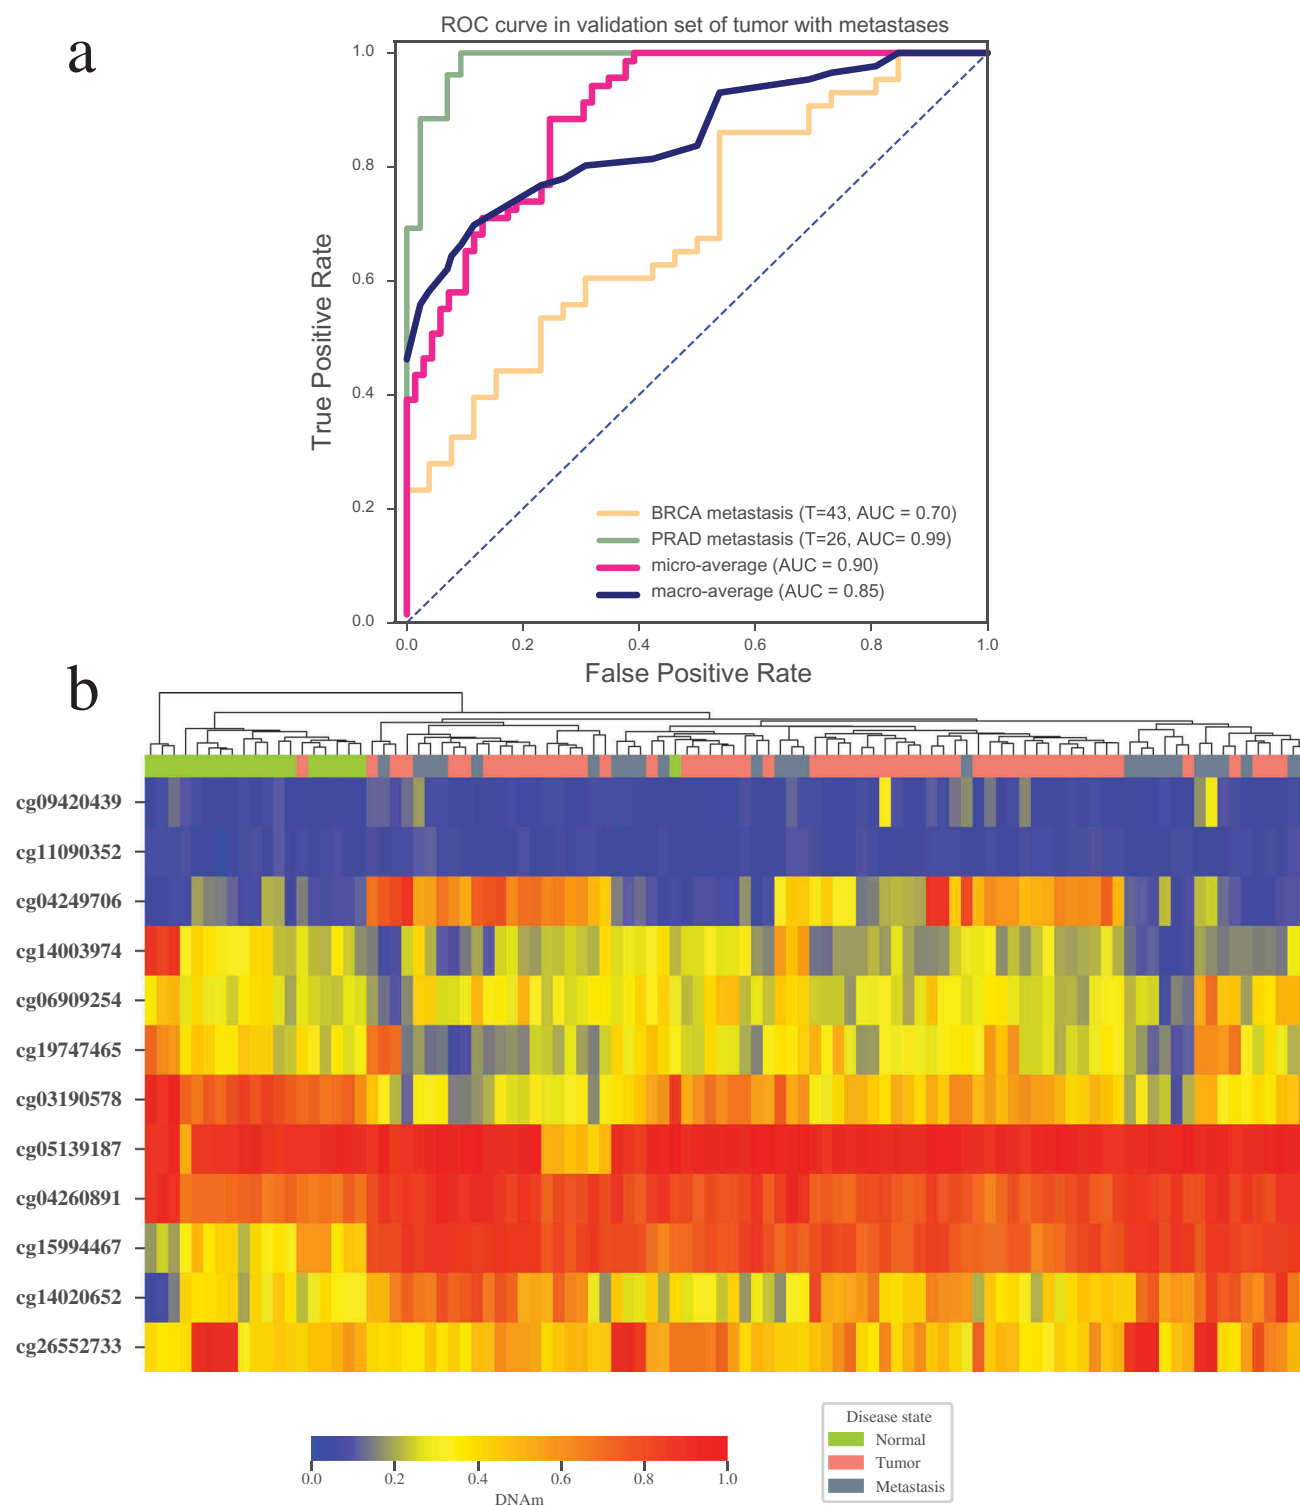 a
ROC curve in validation set of tumor with metastases
1.0
0.8
0.6
0.4
0.2
0.0
True Positive Rate
BRCA metastasis (T=43, AUC = 0.70)
PRAD metastasis (T=26, AUC= 0.99)
micro-average (AUC = 0.90)
macro-average (AUC = 0.85)
0.0 0.2 0.4 0.6 0.8 1.0
False Positive Rate
b
cg09420439
cg11090352
cg04249706
cg14003974
cg06909254
cg19747465
cg03190578
cg05139187
cg04260891
cg15994467
cg14020652
cg26552733
0.0 0.2 0.4 0.6 0.8 1.0
DNAm
Disease state
Normal
Tumor
Metastasis